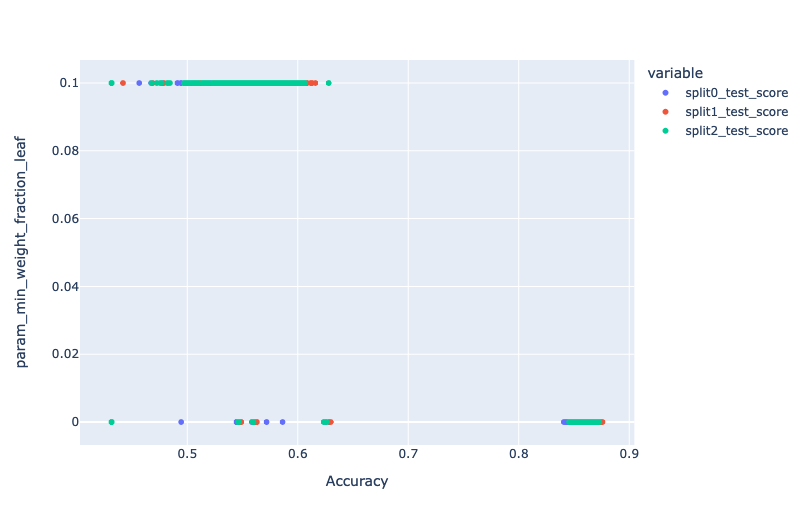 variable
split0_test_score
split1_test_score
split2_test_score
param_min_weight_fraction_leaf
0.1
0.08
0.06
0.04
0.02
0
0.5
0.6
0.7
0.8
0.9
Accuracy